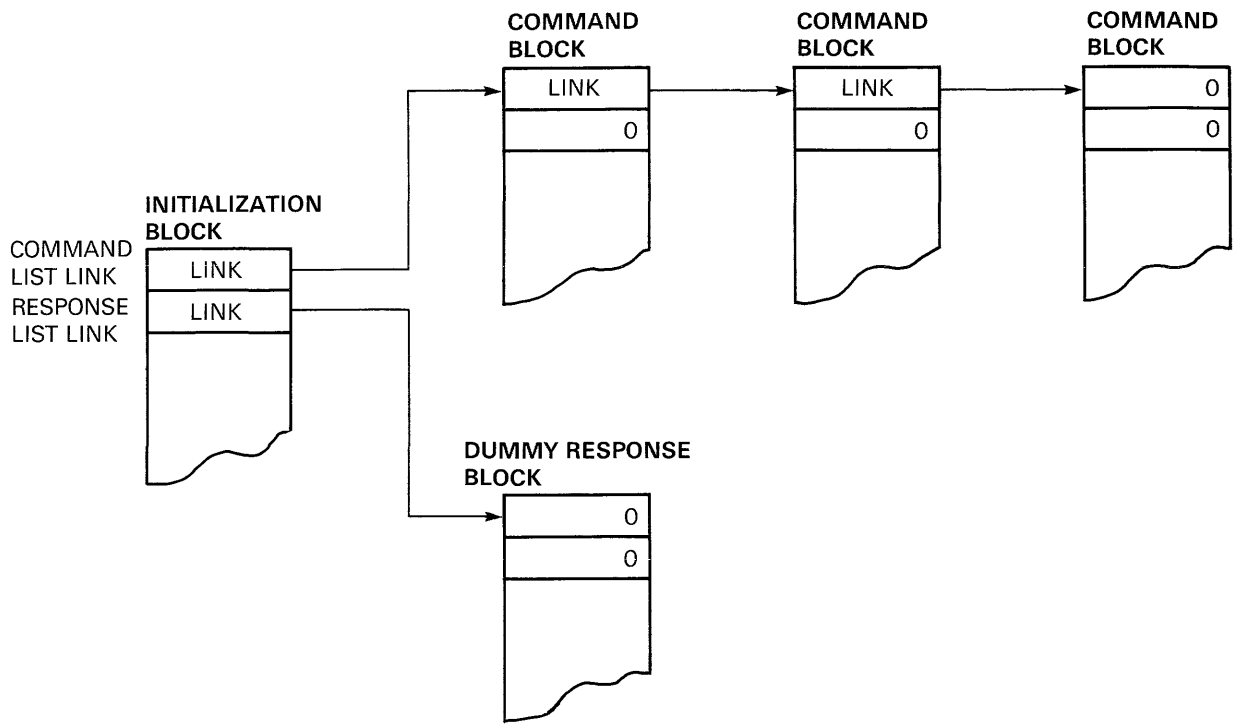 COMMAND
BLOCK
LINK
0
COMMAND
BLOCK
LINK
0
COMMAND
BLOCK
0
0
INITIALIZATION
BLOCK
COMMAND
LIST LINK
LINK
RESPONSE
LIST LINK
LINK
DUMMY RESPONSE
BLOCK
0
0